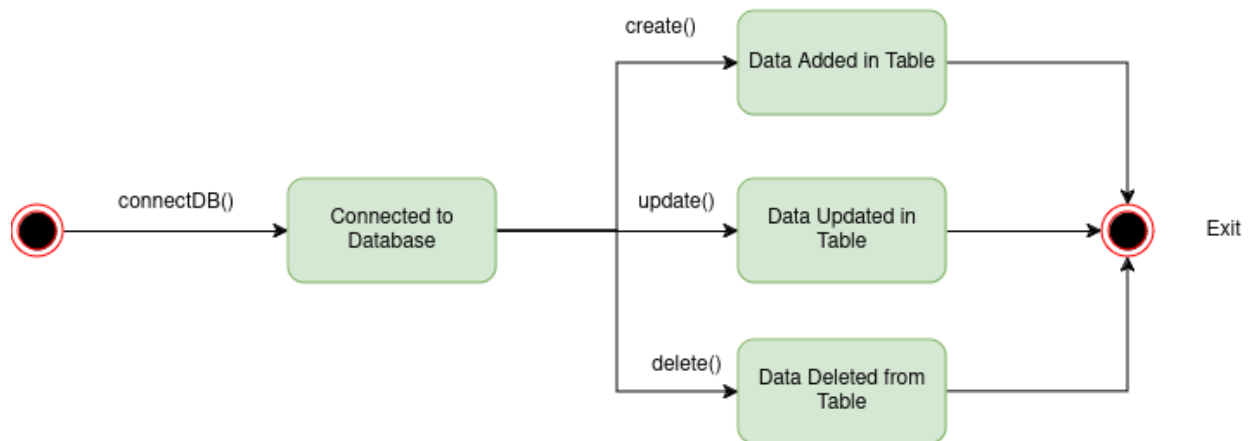 create()
Data Added in Table
connectDB()
Connected to
Database
update()
Data Updated in
Table
Exit
delete()
Data Deleted from
Table